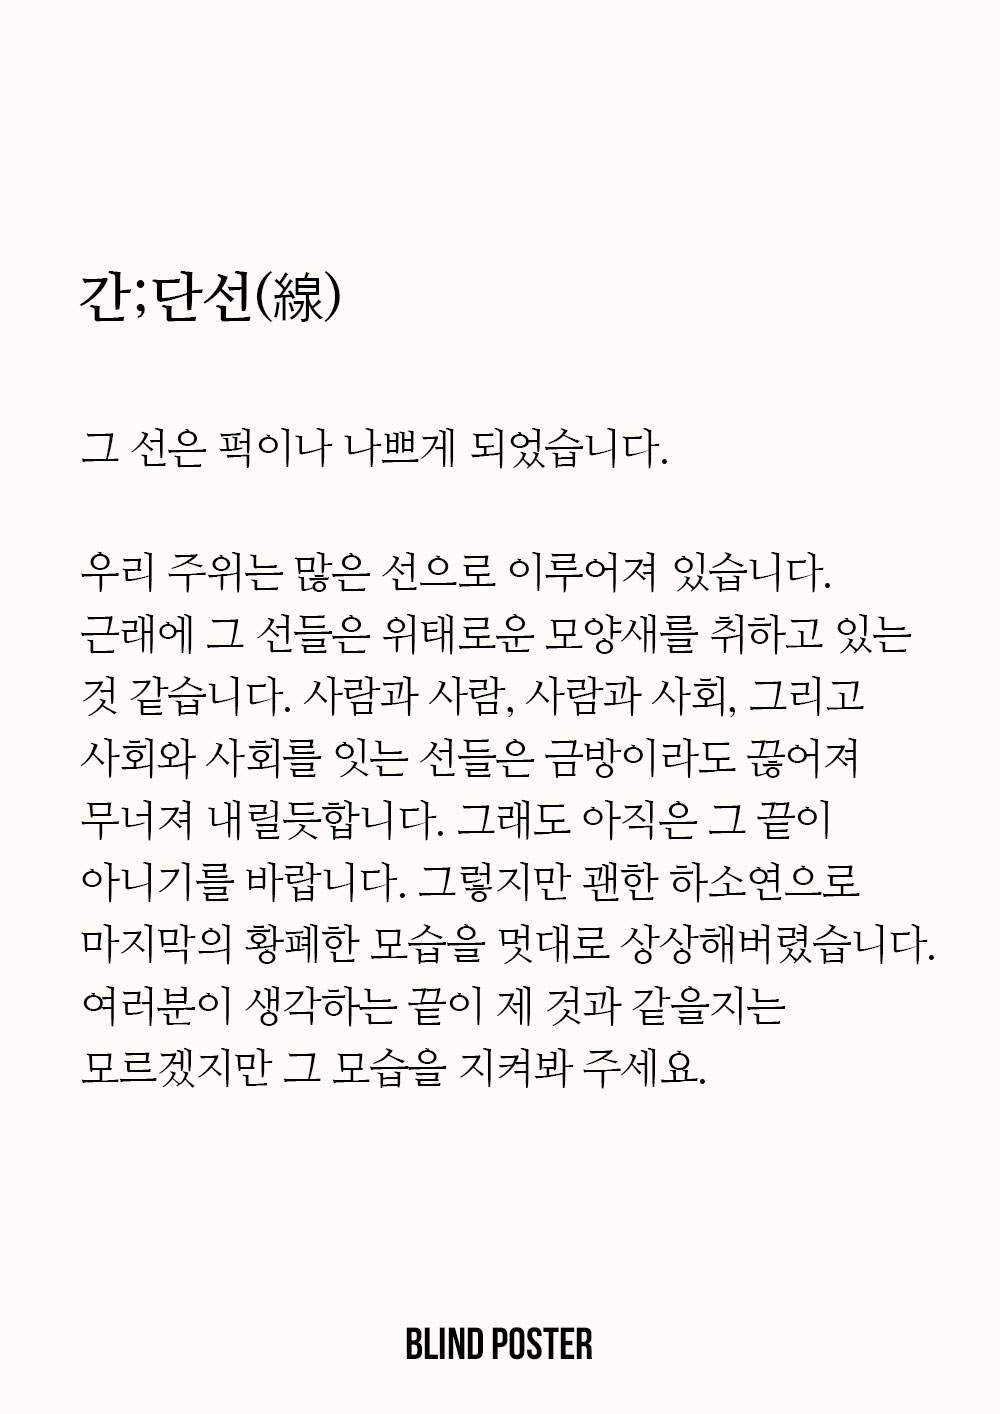 간;단선(線)
그 선은 퍽이나 나쁘게 되었습니다.
우리 주위는 많은 선으로 이루어져 있습니다.
근래에 그 선들은 위태로운 모양새를 취하고 있는
것 같습니다. 사람과 사람, 사람과 사회, 그리고
사회와 사회를 잇는 선들은 금방이라도 끊어져
무너져 내릴듯합니다. 그래도 아직은 그 끝이
아니기를 바랍니다. 그렇지만 괜한 하소연으로
마지막의 황폐한 모습을 멋대로 상상해버렸습니다.
여러분이 생각하는 끝이 제 것과 같을지는
모르겠지만 그 모습을 지켜봐 주세요.
BLIND POSTER